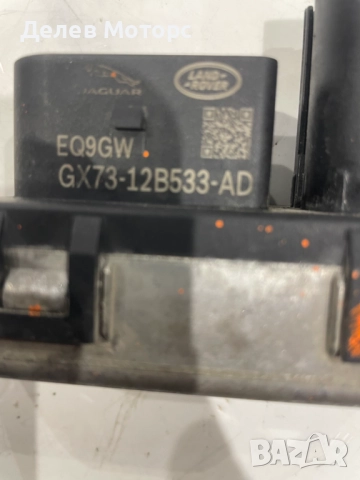 Делев Моторс
JAGUAR
LAND-
ROVER
EQ9GW
GX73-12B533-AD
BAZAR